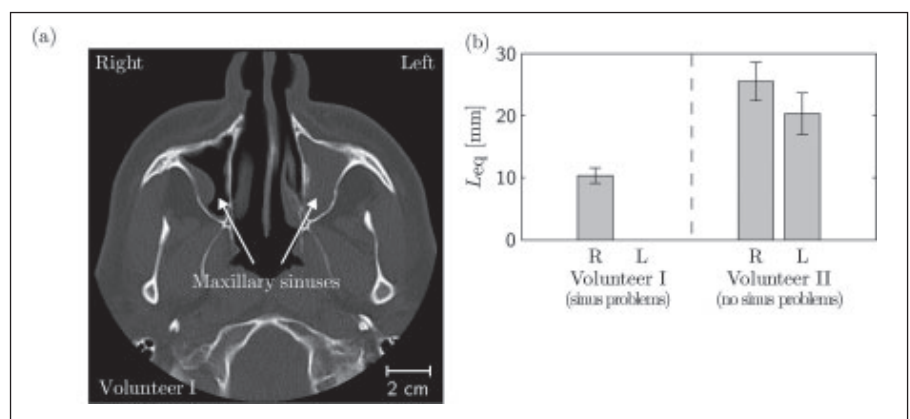 (a)
Right
Left
Maxillary sinuses
Volunteer I
2 cm
(b)
30
20
10
0
Leq [mm]
R L R L
Volunteer I Volunteer II
(sinus problems) (no sinus problems)